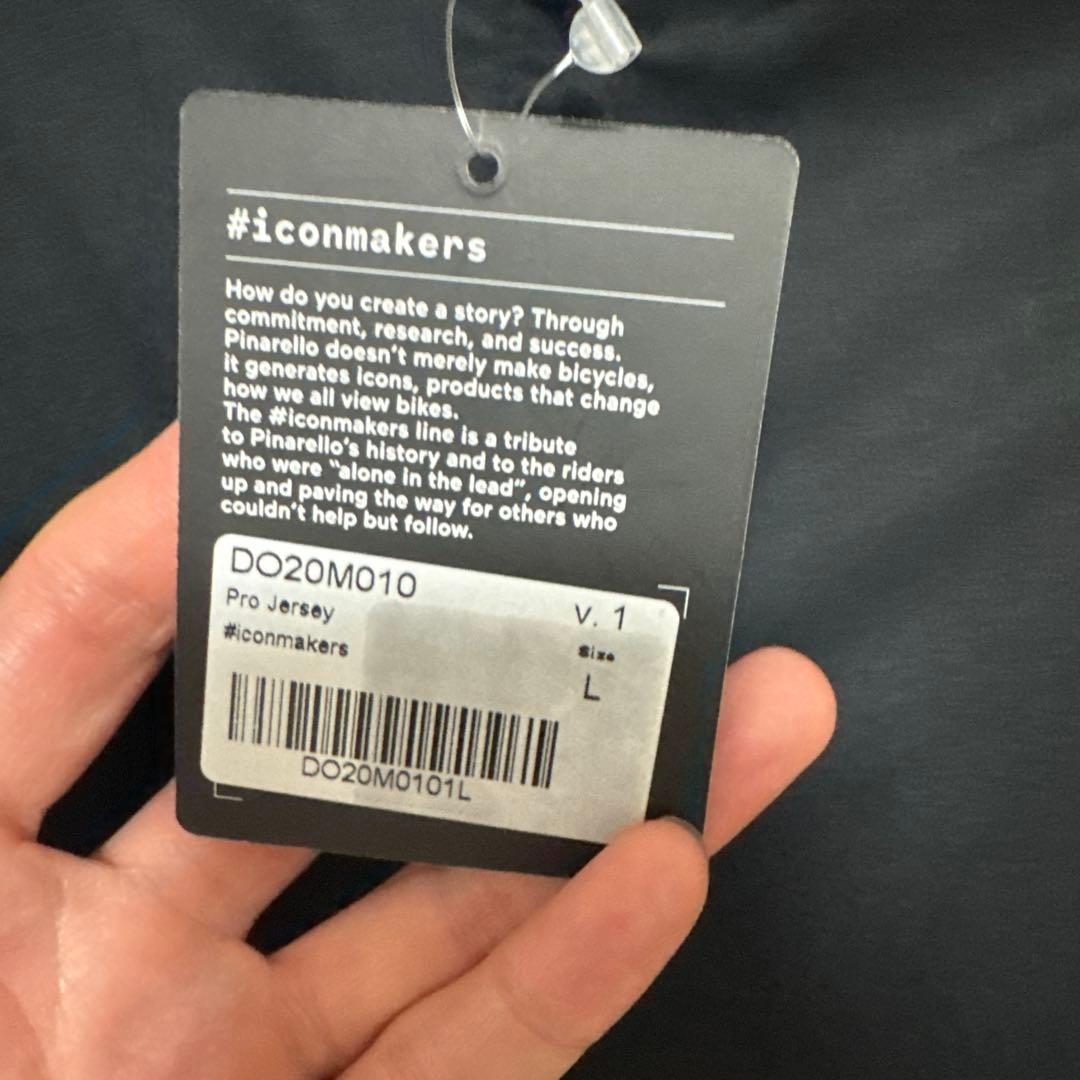 #iconmakers
How do you create a story? Through
commitment, research, and success.
Pinarello doesn't merely make bicycles,
it generates icons, products that change
how we all view bikes.
The #iconmakers line is a tribute
to Pinarello's history and to the riders
who were "alone in the lead", opening
up and paving the way for others who
couldn't help but follow.
DO20M010
Pro Jersey
V. 1
#iconmakers
Size
L
DO20M0101L